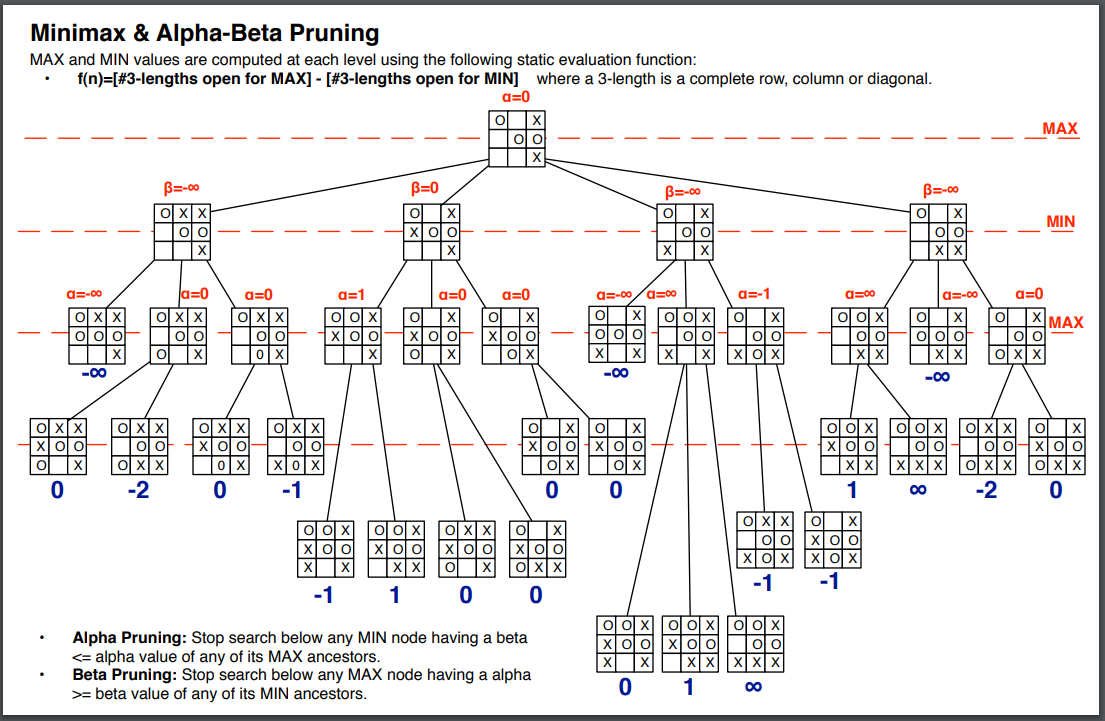 Minimax & Alpha-Beta Pruning
MAX and MIN values are computed at each level using the following static evaluation function:
• f(n)=[#3-lengths open for MAX] - [#3-lengths open for MIN] where a 3-length is a complete row, column or diagonal.
α=0
O X
O O
X
MAX
β=-∞ β=0 β=-∞ β=-∞
O X X O X O X O X
O O X O O O O O O
X X X X X X
MIN
α=-∞ α=0 α=0 α=1 α=0 α=0 α=-∞ α=∞ α=-1 α=∞ α=-∞ α=0
O X X O X X O X X O O X O X O X O X O O X O X O O X O X O X
O O O O O O O X O O X O O X O O O O O O O O O O O O O O O O
X O X 0 X X O X O X X X X X X O X X X X X O X X
MAX
-∞ -∞ -∞
O X X O X X O X X O X X O X O X O O X O O X O X X O X
X O O O O X O O O O X O O X O O O O O O O O X O O
O X O X X 0 X X 0 X O X O X X X X X X O X X O X X
0 -2 0 -1 0 0 1 ∞ -2 0
O X X O X
O O X O O
X O X X O X
-1 -1
O O X O O X O X X O X
X O O X O O X O O X O O
X X X X O X O X X
-1 1 0 0
O O X O O X O O X
X O O X O O O O
X X X X X X X
0 1 ∞
• Alpha Pruning: Stop search below any MIN node having a beta
<= alpha value of any of its MAX ancestors.
• Beta Pruning: Stop search below any MAX node having a alpha
>= beta value of any of its MIN ancestors.